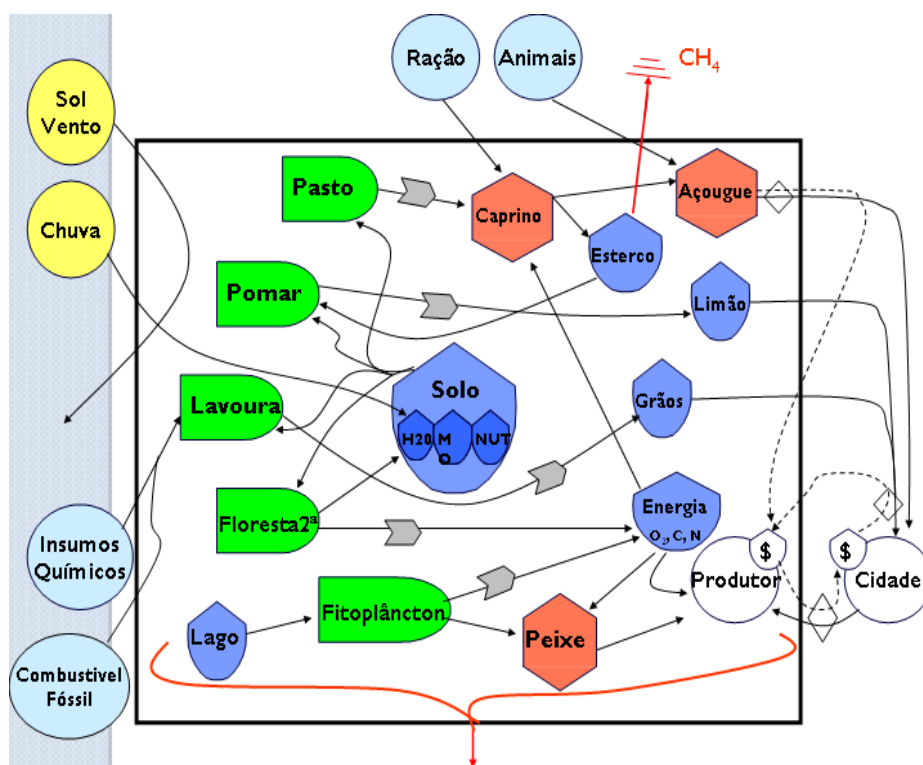 Ração
Animais
CH4
Sol
Vento
Pasto
Caprino
Açougue
Chuva
Esterco
Pomar
Limão
Solo
Lavoura
Grãos
H20
M
O
NUT
Floresta2ª
Energia
O2, C, N
Insumos
Químicos
$
$
Produtor
Cidade
Fitoplâncton
Lago
Peixe
Combustivel
Fóssil